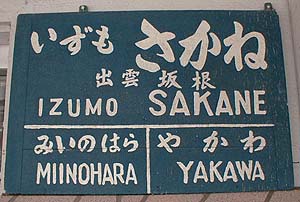 いずも さかね
出雲 坂根
IZUMO SAKANE
みいのはら やかわ
MIINOHARA YAKAWA